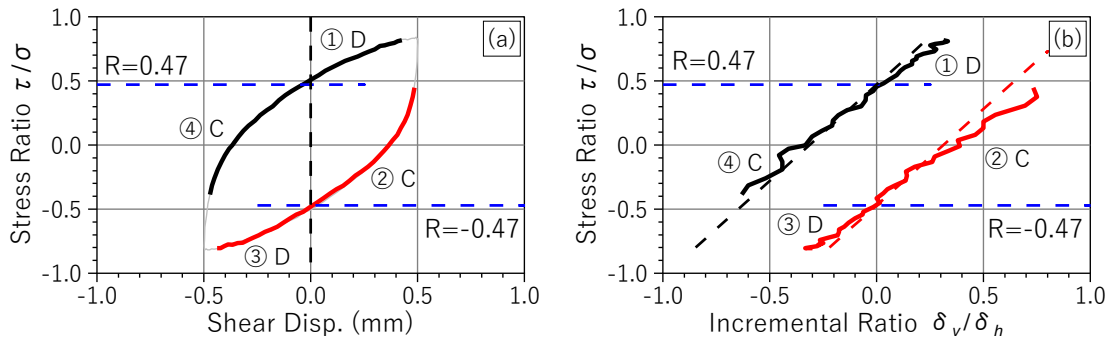 1.0
0.5
0.0
-0.5
-1.0
Stress Ratio τ/σ
(a)
① D
R=0.47
④ C
② C
R=-0.47
③ D
-1.0 -0.5 0.0 0.5 1.0
Shear Disp. (mm)
1.0
0.5
0.0
-0.5
-1.0
Stress Ratio τ/σ
(b)
① D
R=0.47
④ C
② C
③ D
R=-0.47
-1.0 -0.5 0.0 0.5 1.0
Incremental Ratio δv/δh